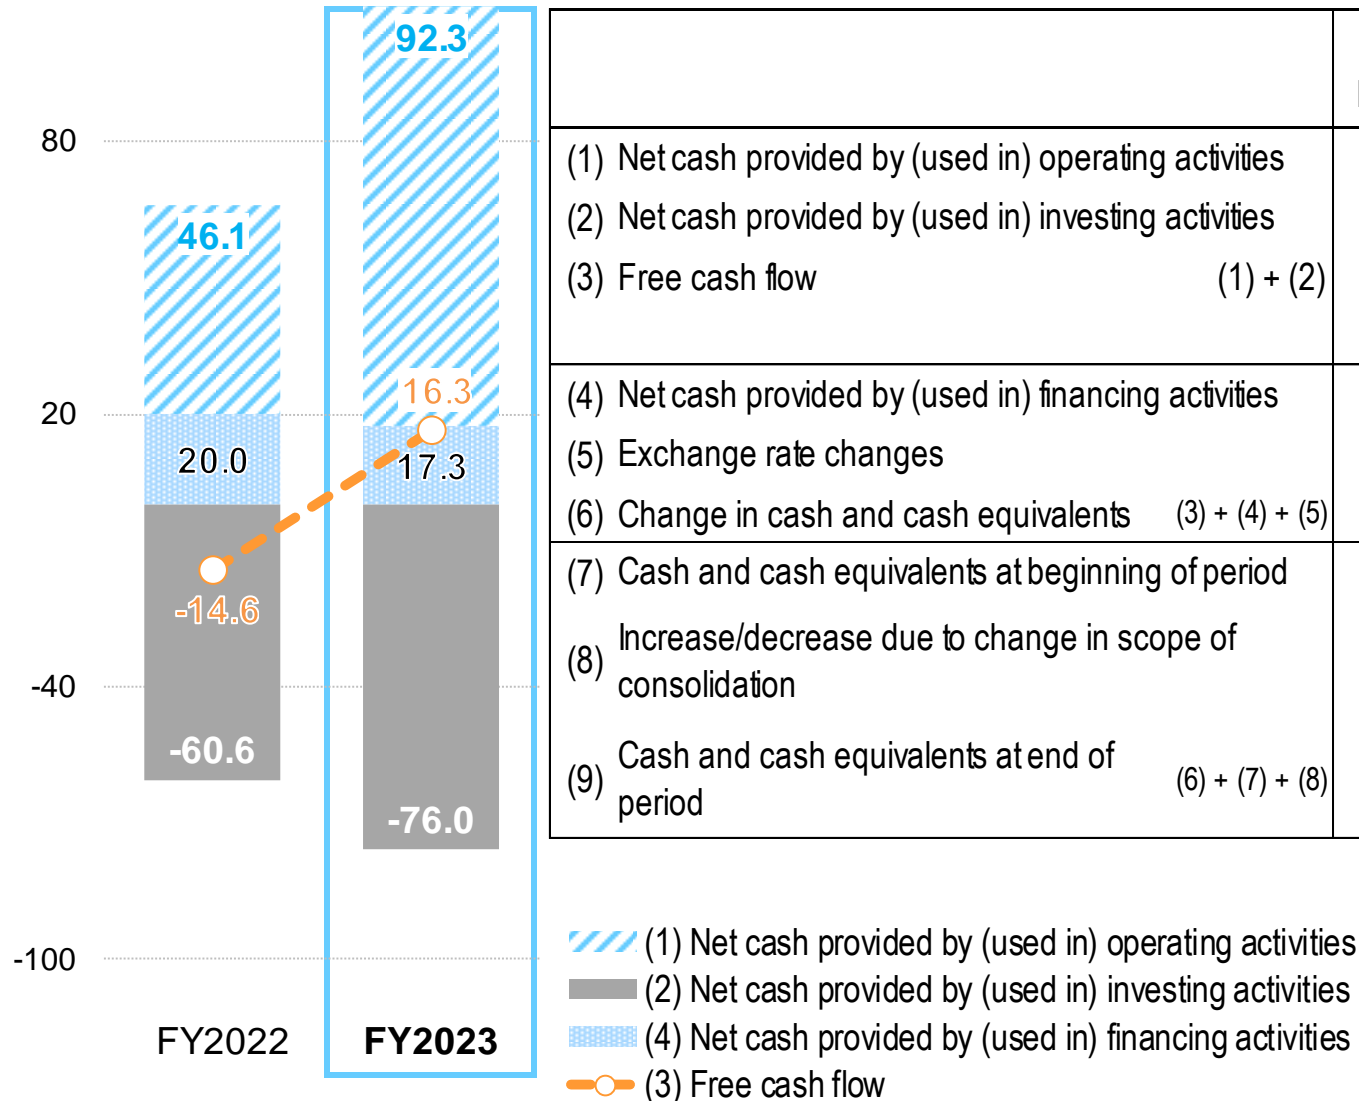 92.3
80
46.1
20
16.3
20.0
17.3
-14.6
-40
-60.6
-76.0
-100
FY2022
FY2023
(1) Net cash provided by (used in) operating activities
(2) Net cash provided by (used in) investing activities
(3) Free cash flow (1) + (2)
(4) Net cash provided by (used in) financing activities
(5) Exchange rate changes
(6) Change in cash and cash equivalents (3) + (4) + (5)
(7) Cash and cash equivalents at beginning of period
(8) Increase/decrease due to change in scope of
consolidation
(9) Cash and cash equivalents at end of
period (6) + (7) + (8)
(1) Net cash provided by (used in) operating activities
(2) Net cash provided by (used in) investing activities
(4) Net cash provided by (used in) financing activities
(3) Free cash flow